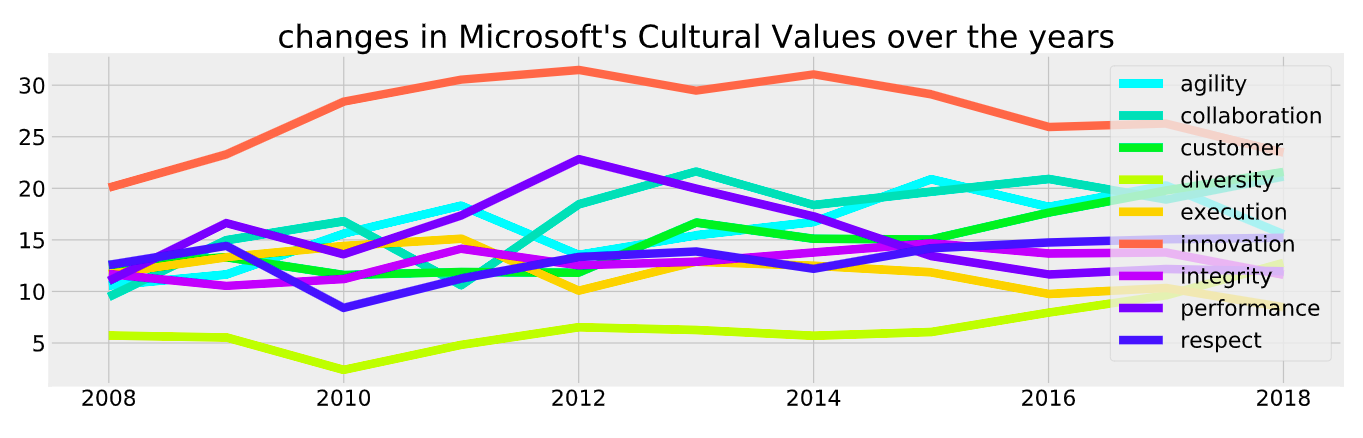 changes in Microsoft's Cultural Values over the years
30
25
20
15
10
5
agility
collaboration
customer
diversity
execution
innovation
integrity
performance
respect
2008 2010 2012 2014 2016 2018